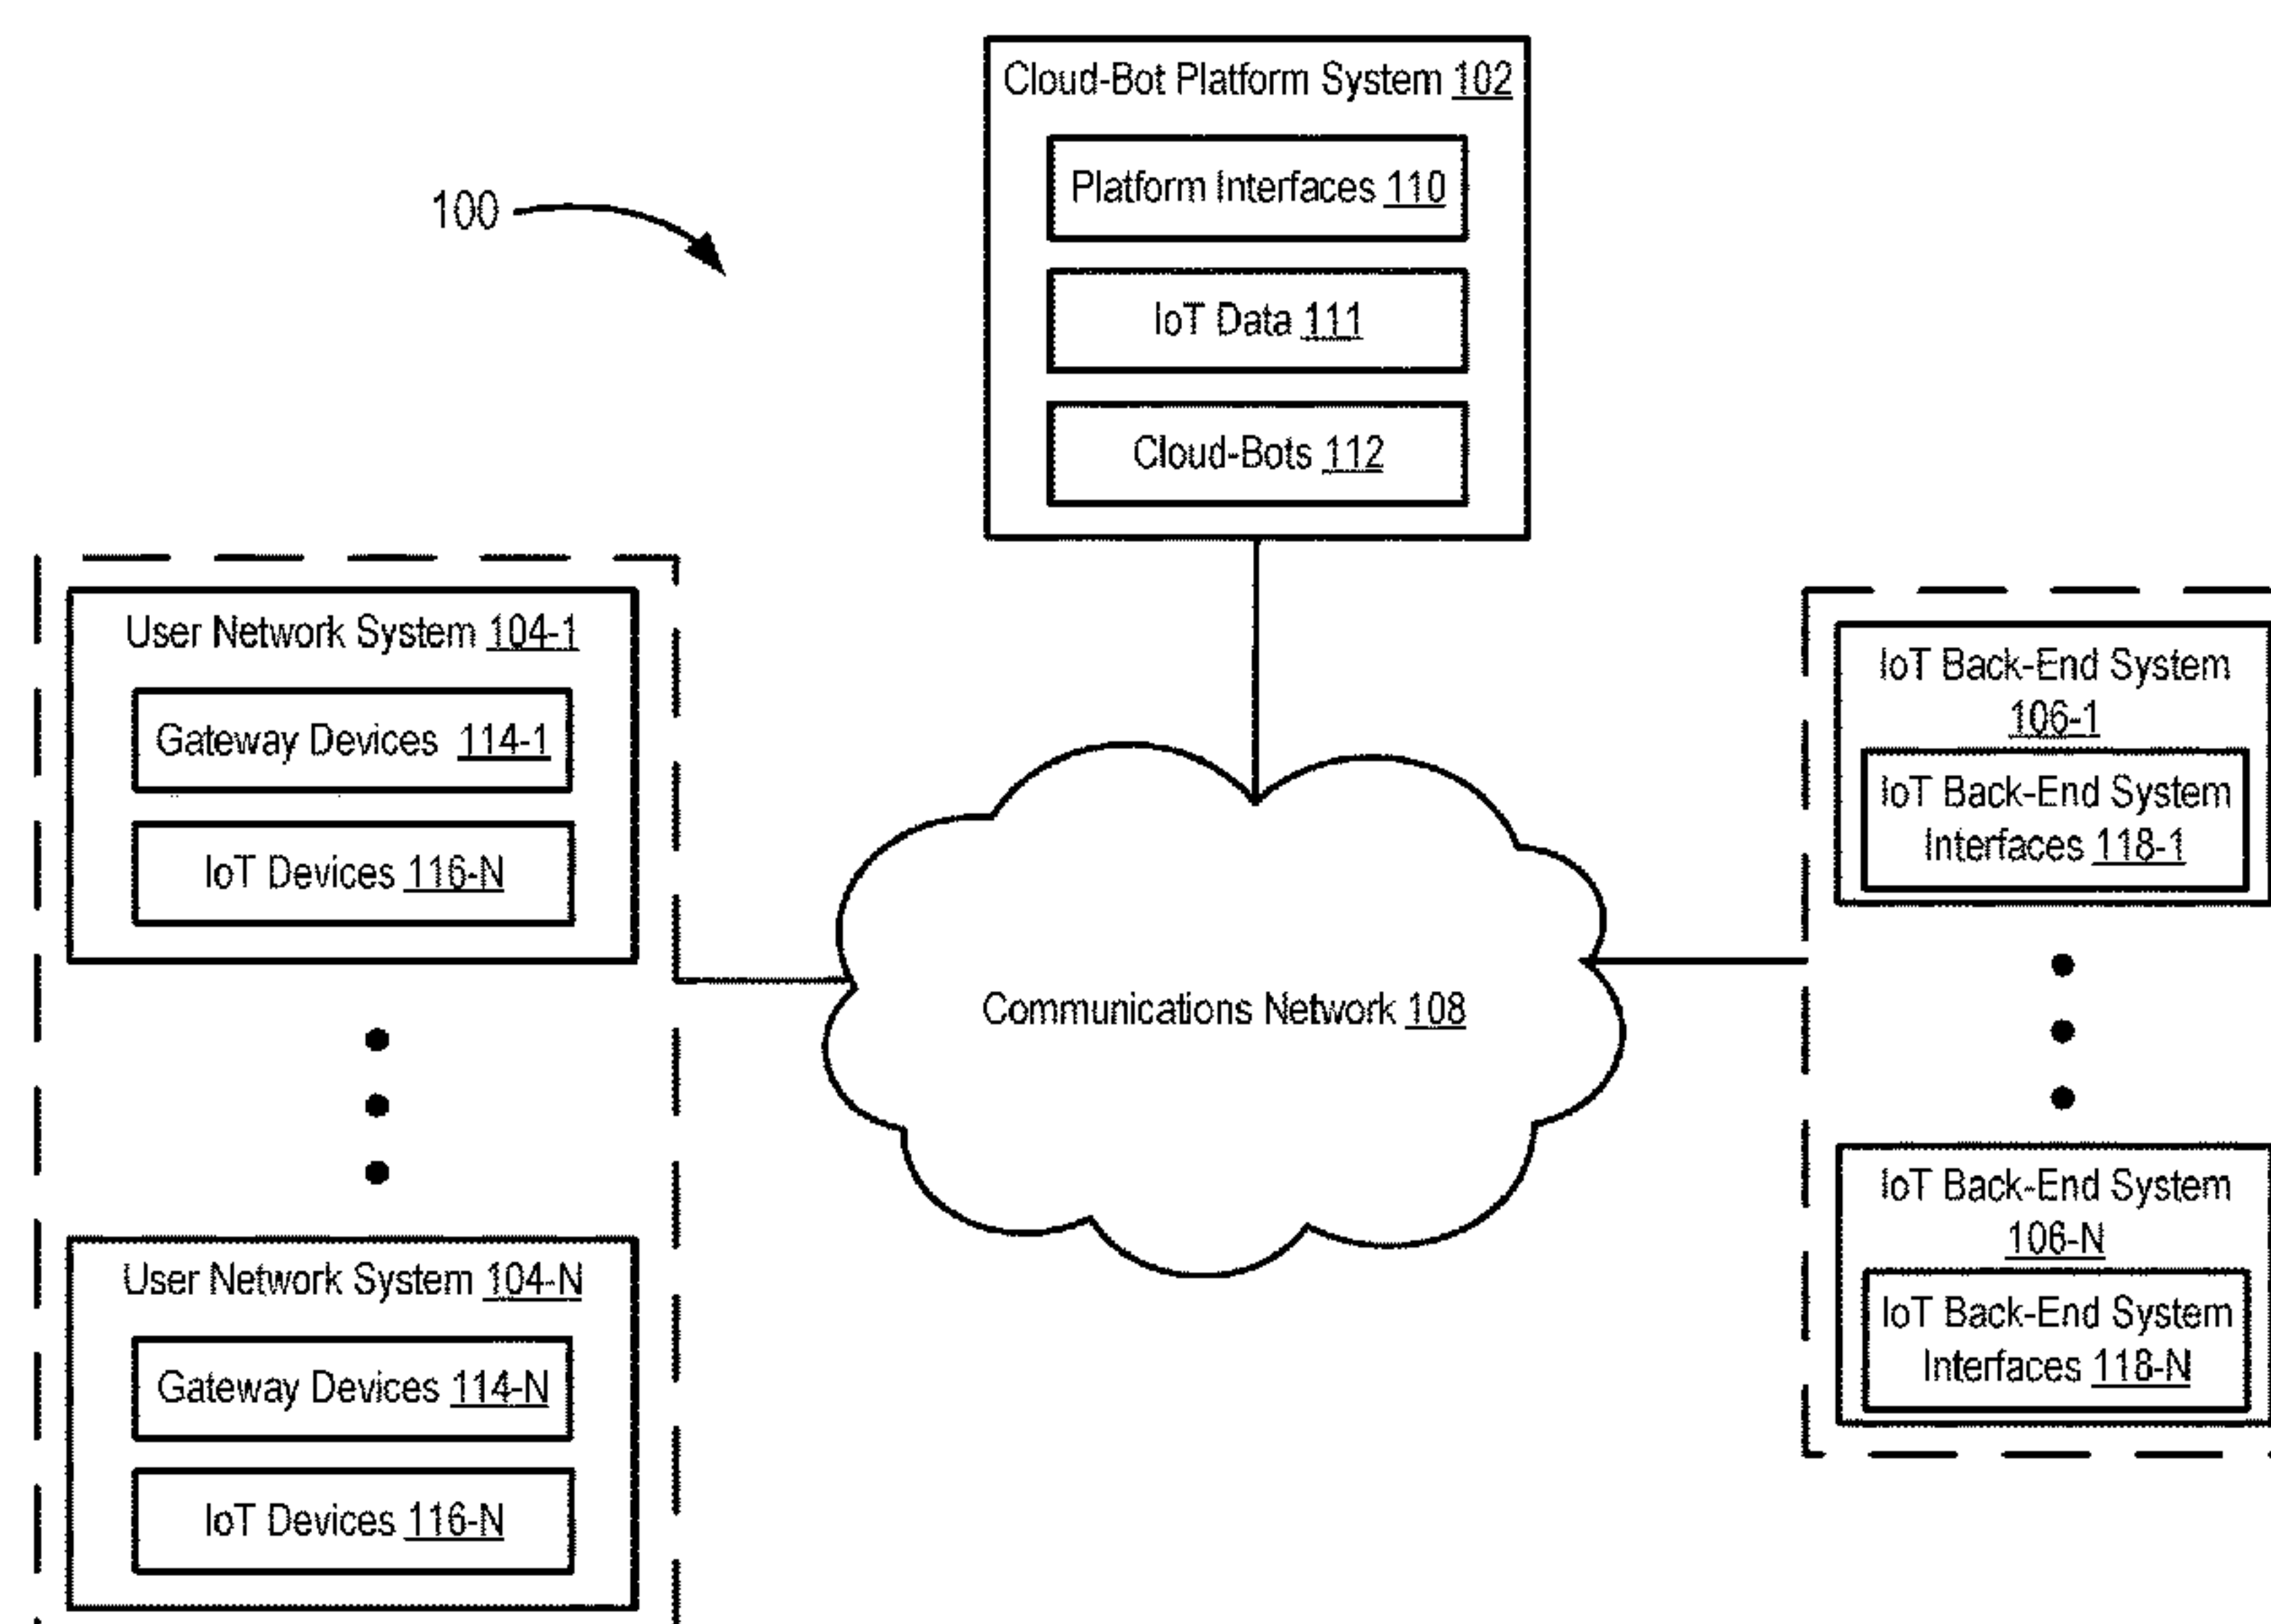 Cloud-Bot Platform System 102
Platform Interfaces 110
100
IoT Data 111
Cloud-Bots 112
User Network System 104-1
Gateway Devices 114-1
IoT Devices 116-N
User Network System 104-N
Gateway Devices 114-N
IoT Devices 116-N
Communications Network 108
IoT Back-End System
106-1
IoT Back-End System
Interfaces 118-1
IoT Back-End System
106-N
IoT Back-End System
Interfaces 118-N